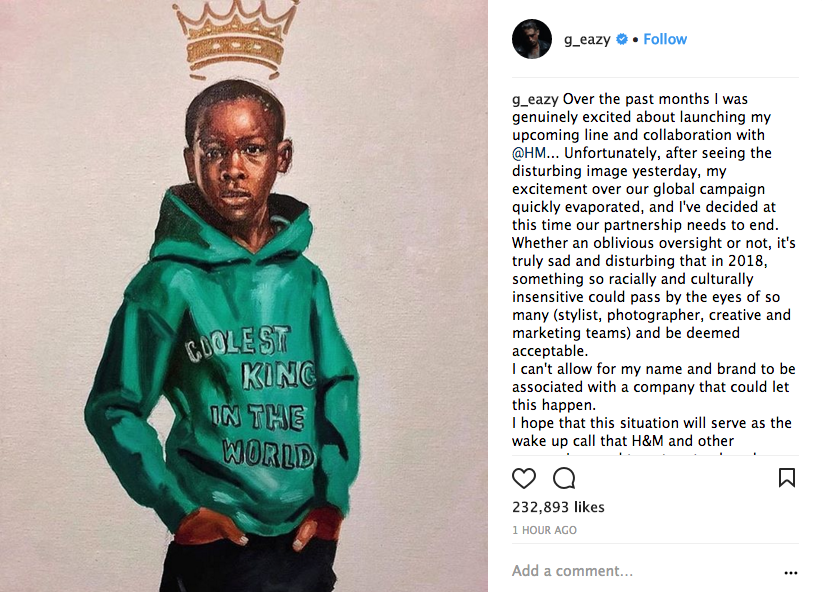 COOLEST
KING
IN THE
WORLD
g_eazy • Follow
g_eazy Over the past months I was
genuinely excited about launching my
upcoming line and collaboration with
@HM... Unfortunately, after seeing the
disturbing image yesterday, my
excitement over our global campaign
quickly evaporated, and I've decided at
this time our partnership needs to end.
Whether an oblivious oversight or not, it's
truly sad and disturbing that in 2018,
something so racially and culturally
insensitive could pass by the eyes of so
many (stylist, photographer, creative and
marketing teams) and be deemed
acceptable.
I can't allow for my name and brand to be
associated with a company that could let
this happen.
I hope that this situation will serve as the
wake up call that H&M and other
232,893 likes
1 HOUR AGO
Add a comment...